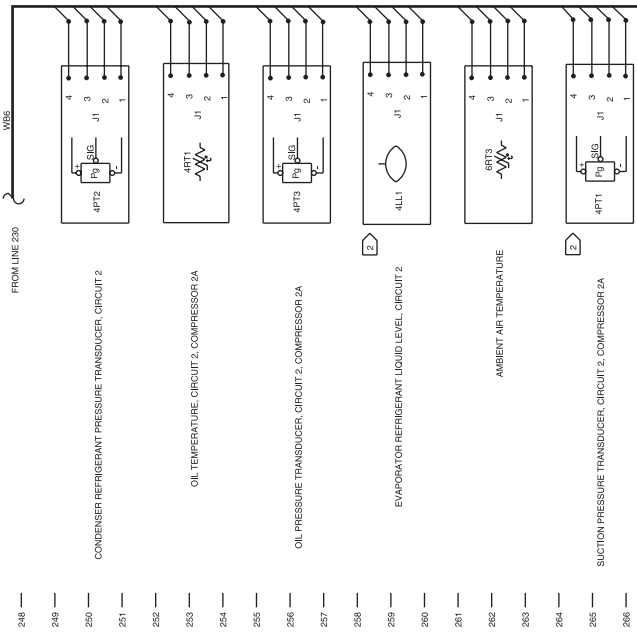 WB6
FROM LINE 230
248
249
250
251
CONDENSER REFRIGERANT PRESSURE TRANSDUCER, CIRCUIT 2
4PT2
Pg
+
SIG
-
J1
4
3
2
1
252
253
254
OIL TEMPERATURE, CIRCUIT 2, COMPRESSOR 2A
4RT1
J1
4
3
2
1
255
256
257
OIL PRESSURE TRANSDUCER, CIRCUIT 2, COMPRESSOR 2A
4PT3
Pg
+
SIG
-
J1
4
3
2
1
258
259
260
2
EVAPORATOR REFRIGERANT LIQUID LEVEL, CIRCUIT 2
4LL1
J1
4
3
2
1
261
262
263
AMBIENT AIR TEMPERATURE
6RT3
J1
4
3
2
1
264
265
266
2
SUCTION PRESSURE TRANSDUCER, CIRCUIT 2, COMPRESSOR 2A
4PT1
Pg
+
SIG
-
J1
4
3
2
1